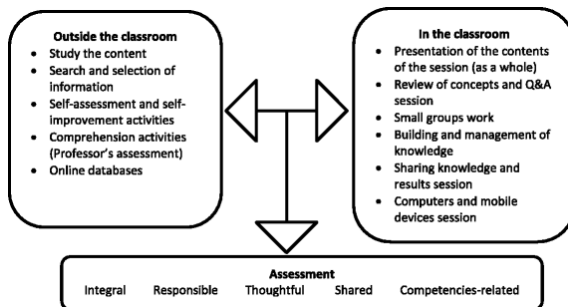 Outside the classroom
• Study the content
• Search and selection of
information
• Self-assessment and self-
improvement activities
• Comprehension activities
(Professor's assessment)
• Online databases
In the classroom
• Presentation of the contents
of the session (as a whole)
• Review of concepts and Q&A
session
• Small groups work
• Building and management of
knowledge
• Sharing knowledge and
results session
• Computers and mobile
devices session
Assessment
Integral Responsible Thoughtful Shared Competencies-related